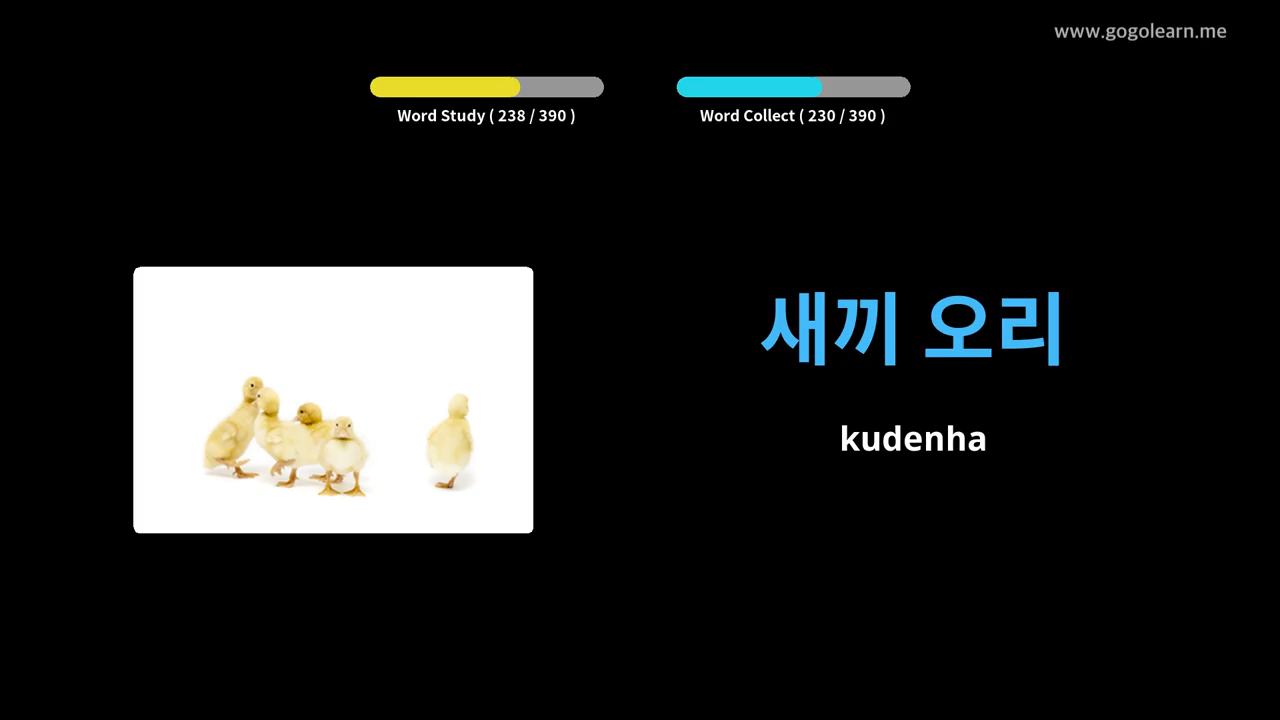 www.gogolearn.me
Word Study ( 238 / 390 )
Word Collect ( 230 / 390 )
새끼 오리
kudenha